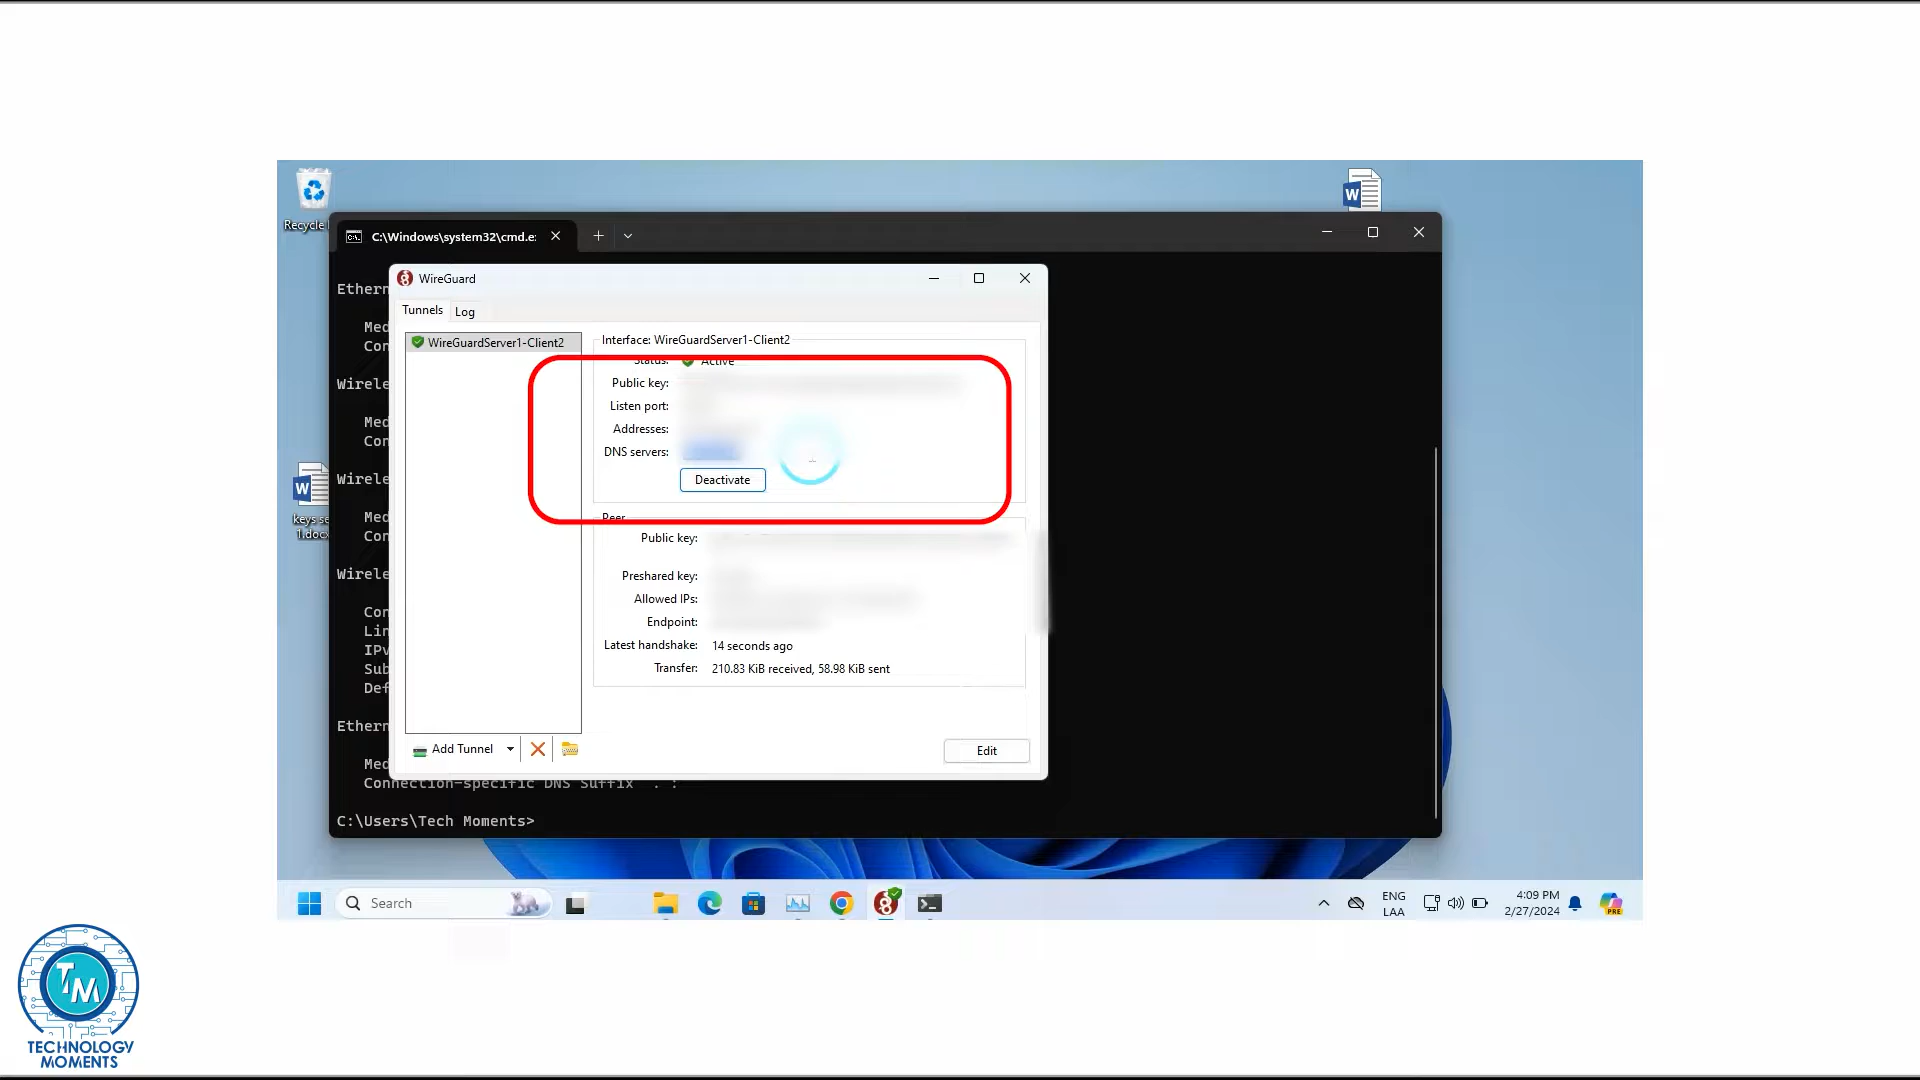 Recycle
C:\Windows\system32\cmd.e:
WireGuard
Tunnels
Log
WireGuardServer1-Client2
Interface: WireGuardServer1-Client2
Status: Active
Public key:
Listen port:
Addresses:
DNS servers:
Deactivate
Peer
Public key:
Preshared key:
Allowed IPs:
Endpoint:
Latest handshake: 14 seconds ago
Transfer: 210.83 KiB received, 58.98 KiB sent
Add Tunnel
Edit
Ethern
Med
Con
Wirele
Med
Con
Wirele
Med
Con
Wirele
Con
Lin
IPv
Sub
Def
Ethern
Med
Connection-specific DNS Suffix . :
C:\Users\Tech Moments>
keys se
1.docx
Search
ENG
LAA
4:09 PM
2/27/2024
PRE
TM
TECHNOLOGY
MOMENTS